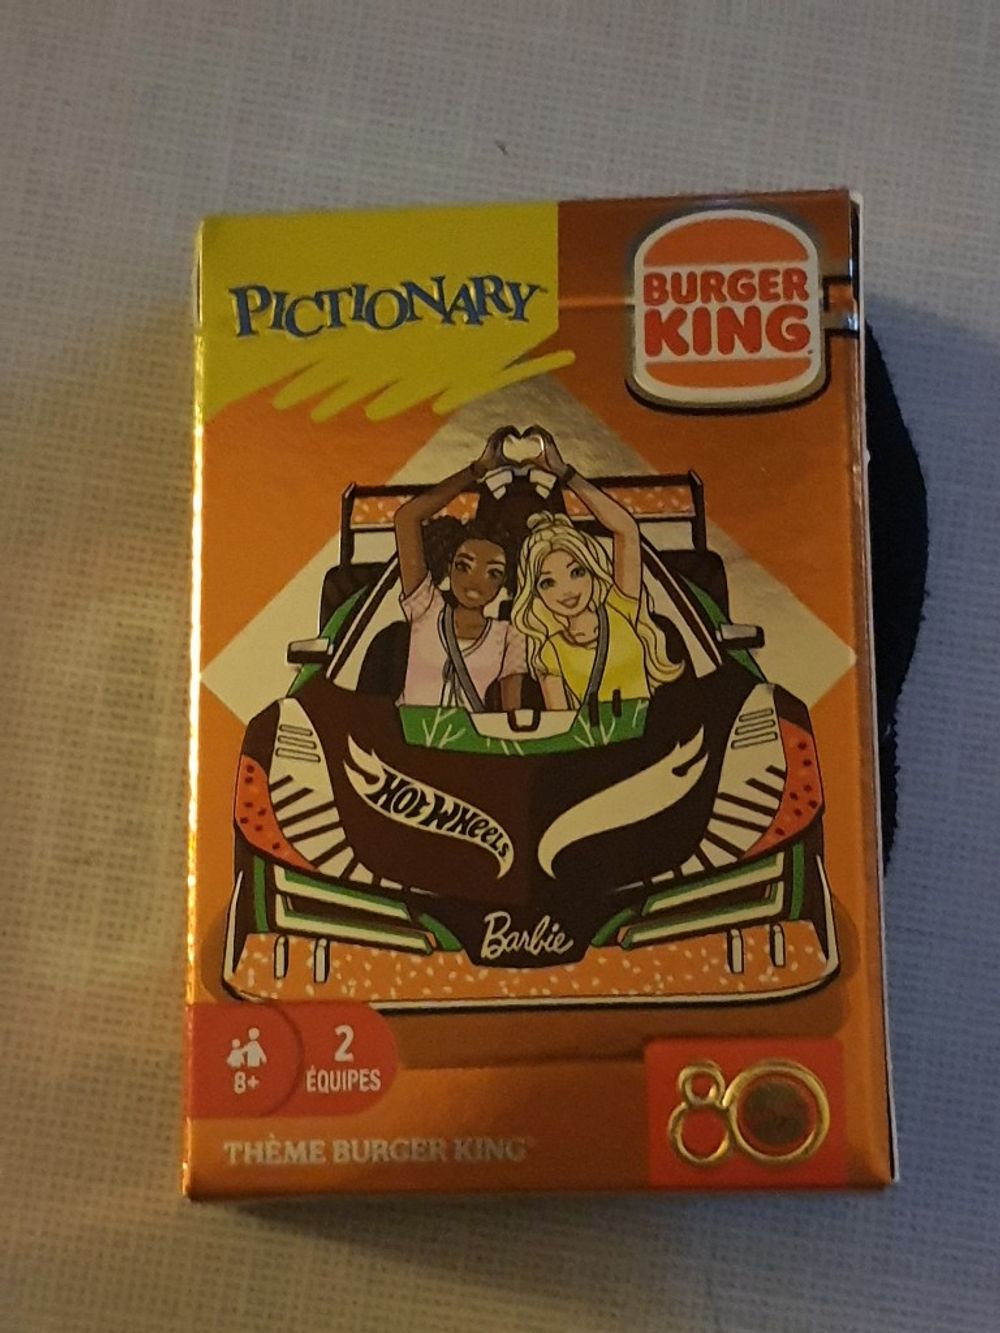 PICTIONARY
BURGER
KING
HOT WHEELS
Barbie
8+
2
ÉQUIPES
THÈME BURGER KING
80